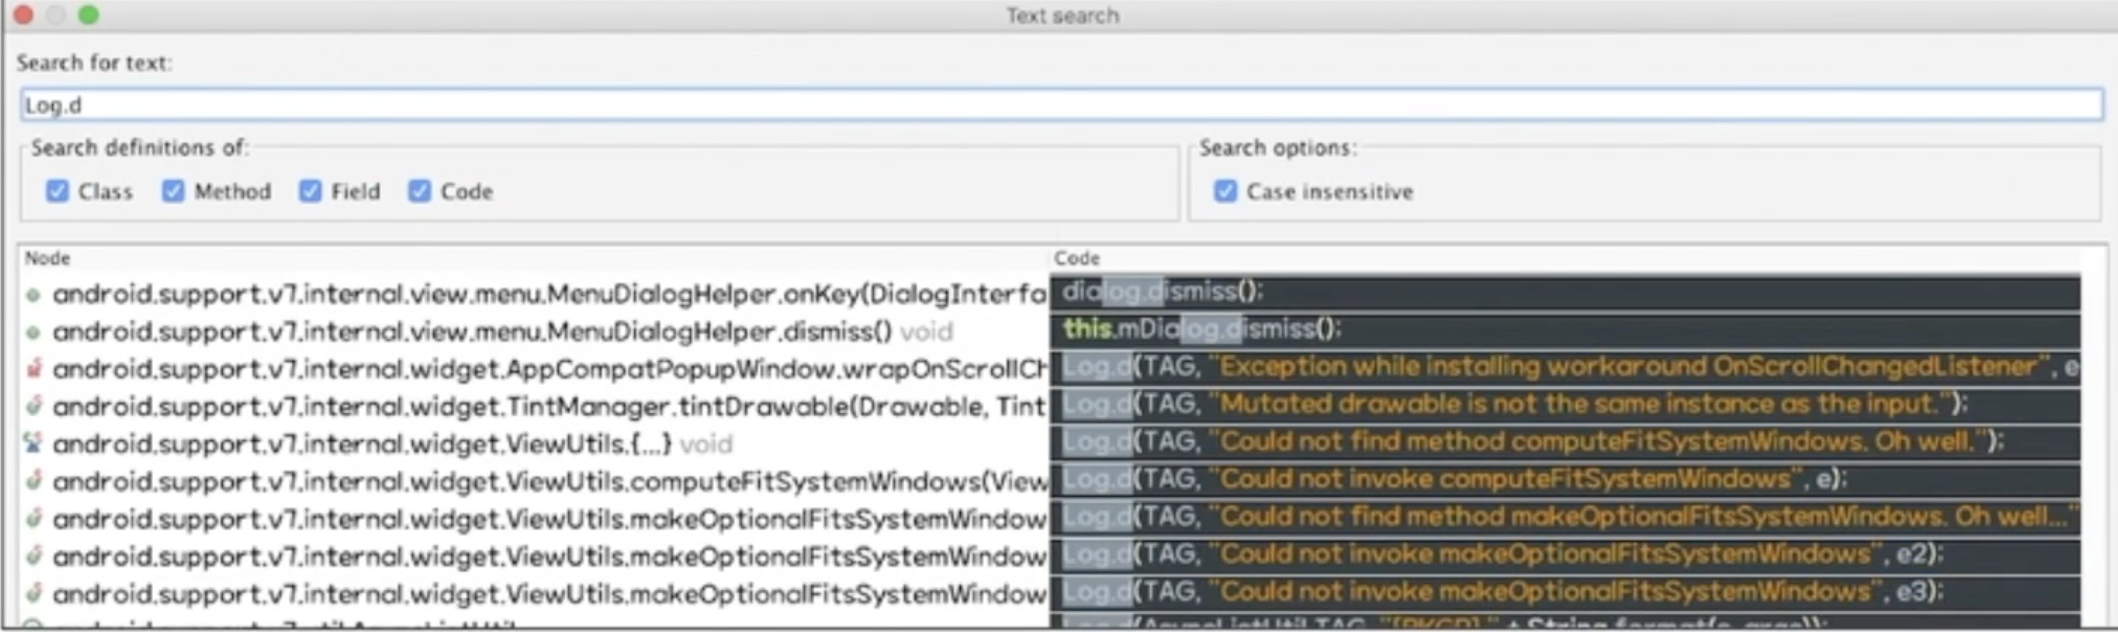 Text search
Search for text:
Log.d
Search definitions of:
Search options:
Class Method Field Code
Case insensitive
Node Code
android.support.v7.internal.view.menu.MenuDialogHelper.onKey(DialogInterfa dialog.dismiss();
android.support.v7.internal.view.menu.MenuDialogHelper.dismiss() void this.mDialog.dismiss();
android.support.v7.internal.widget.AppCompatPopupWindow.wrapOnScrollCh Log.d(TAG, "Exception while installing workaround OnScrollChangedListener", e
android.support.v7.internal.widget.TintManager.tintDrawable(Drawable, Tint Log.d(TAG, "Mutated drawable is not the same instance as the input.");
android.support.v7.internal.widget.ViewUtils.{...} void Log.d(TAG, "Could not find method computeFitSystemWindows. Oh well.");
android.support.v7.internal.widget.ViewUtils.computeFitSystemWindows(View Log.d(TAG, "Could not invoke computeFitSystemWindows", e);
android.support.v7.internal.widget.ViewUtils.makeOptionalFitsSystemWindow Log.d(TAG, "Could not find method makeOptionalFitsSystemWindows. Oh well..."
android.support.v7.internal.widget.ViewUtils.makeOptionalFitsSystemWindow Log.d(TAG, "Could not invoke makeOptionalFitsSystemWindows", e2);
android.support.v7.internal.widget.ViewUtils.makeOptionalFitsSystemWindow Log.d(TAG, "Could not invoke makeOptionalFitsSystemWindows", e3);